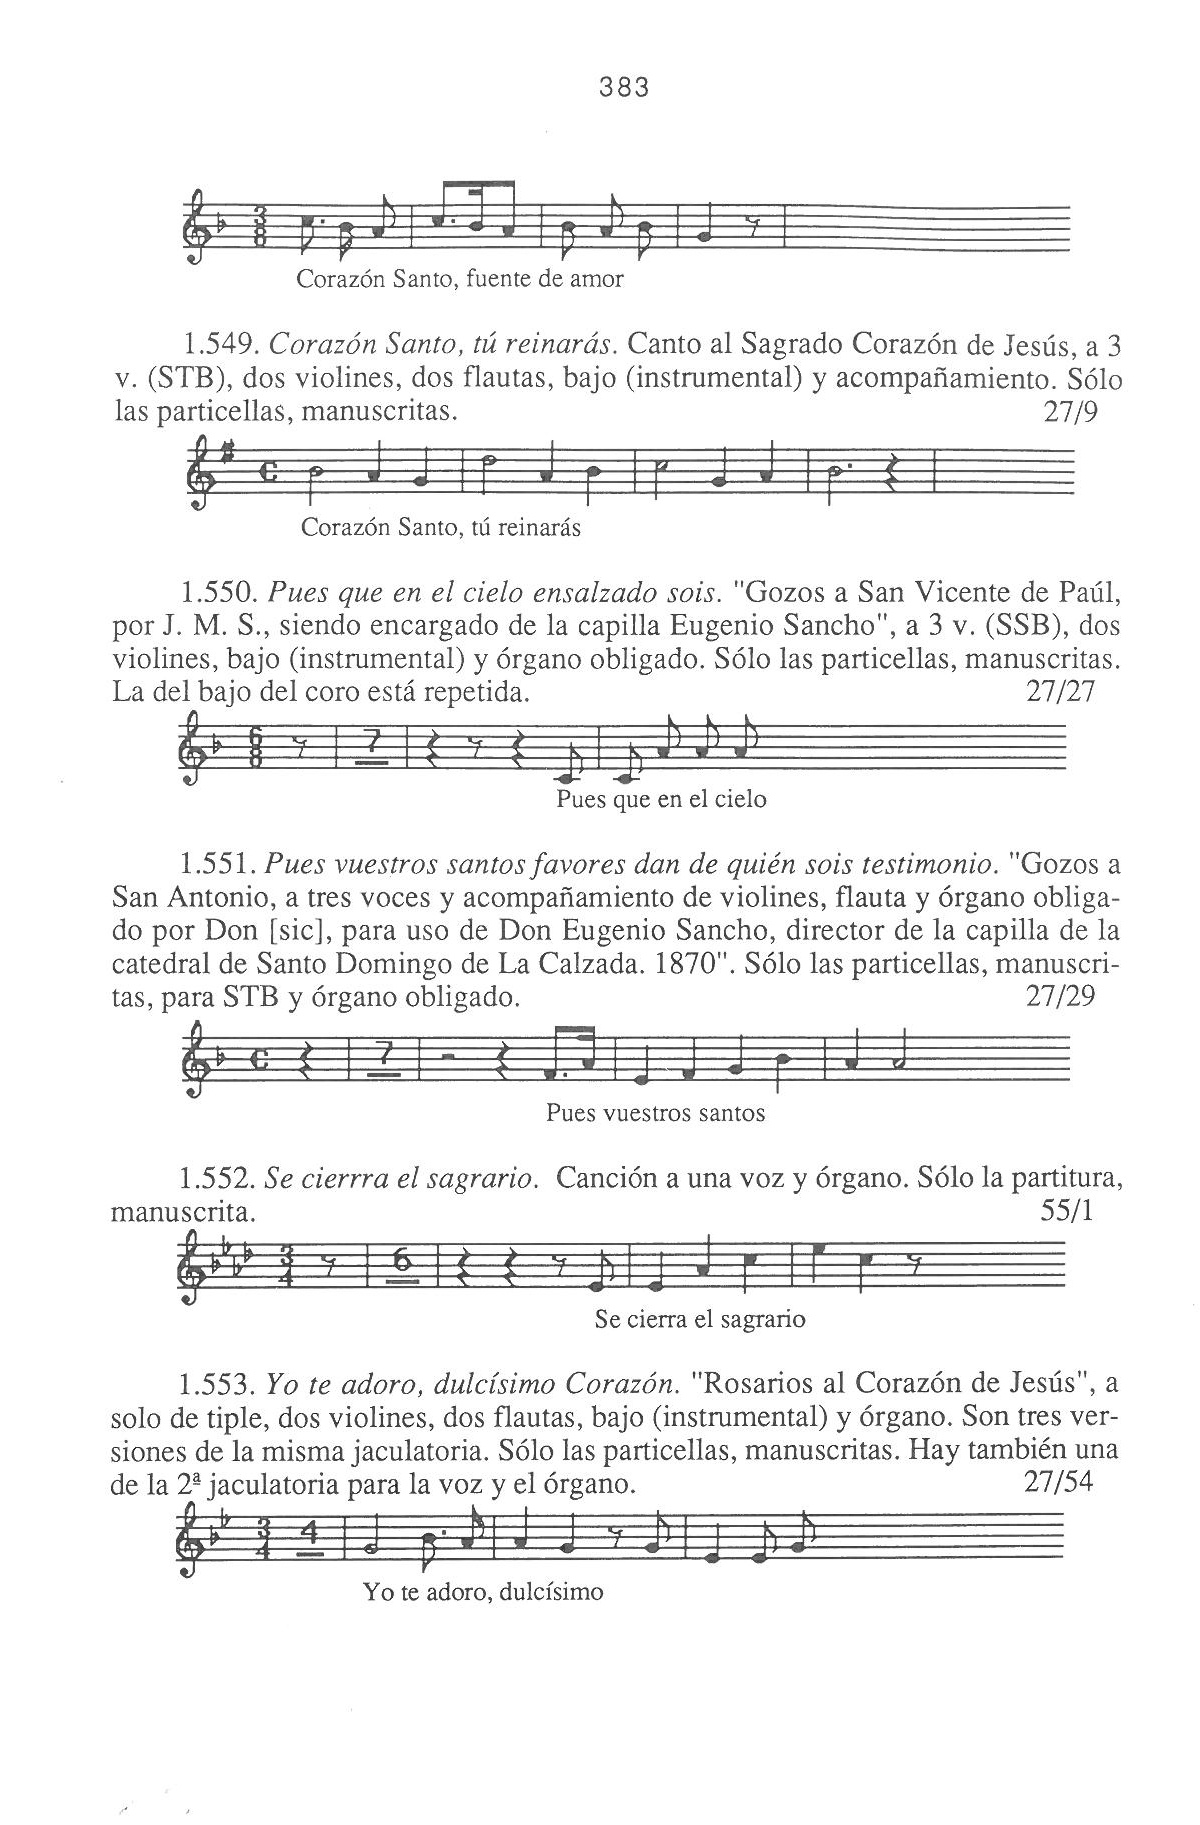 383
Corazón Santo, fuente de amor
1.549. Corazón Santo, tú reinarás. Canto al Sagrado Corazón de Jesús, a 3
v. (STB), dos violines, dos flautas, bajo (instrumental) y acompañamiento. Sólo
las particellas, manuscritas. 27/9
Corazón Santo, tú reinarás
1.550. Pues que en el cielo ensalzado sois. "Gozos a San Vicente de Paúl,
por J. M. S., siendo encargado de la capilla Eugenio Sancho", a 3 v. (SSB), dos
violines, bajo (instrumental) y órgano obligado. Sólo las particellas, manuscritas.
La del bajo del coro está repetida. 27/27
Pues que en el cielo
1.551. Pues vuestros santos favores dan de quién sois testimonio. "Gozos a
San Antonio, a tres voces y acompañamiento de violines, flauta y órgano obliga-
do por Don [sic], para uso de Don Eugenio Sancho, director de la capilla de la
catedral de Santo Domingo de La Calzada. 1870". Sólo las particellas, manuscri-
tas, para STB y órgano obligado. 27/29
Pues vuestros santos
1.552. Se cierrra el sagrario. Canción a una voz y órgano. Sólo la partitura,
manuscrita. 55/1
Se cierra el sagrario
1.553. Yo te adoro, dulcísimo Corazón. "Rosarios al Corazón de Jesús", a
solo de tiple, dos violines, dos flautas, bajo (instrumental) y órgano. Son tres ver-
siones de la misma jaculatoria. Sólo las particellas, manuscritas. Hay también una
de la 2ª jaculatoria para la voz y el órgano. 27/54
Yo te adoro, dulcísimo